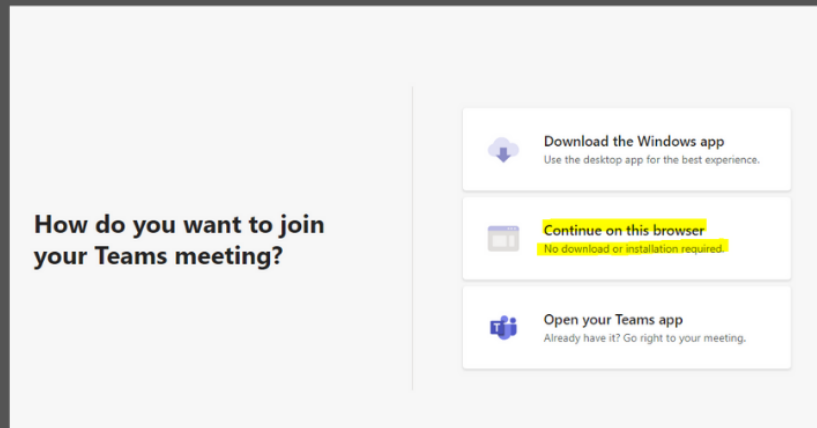 How do you want to join
your Teams meeting?
Download the Windows app
Use the desktop app for the best experience.
Continue on this browser
No download or installation required.
Open your Teams app
Already have it? Go right to your meeting.